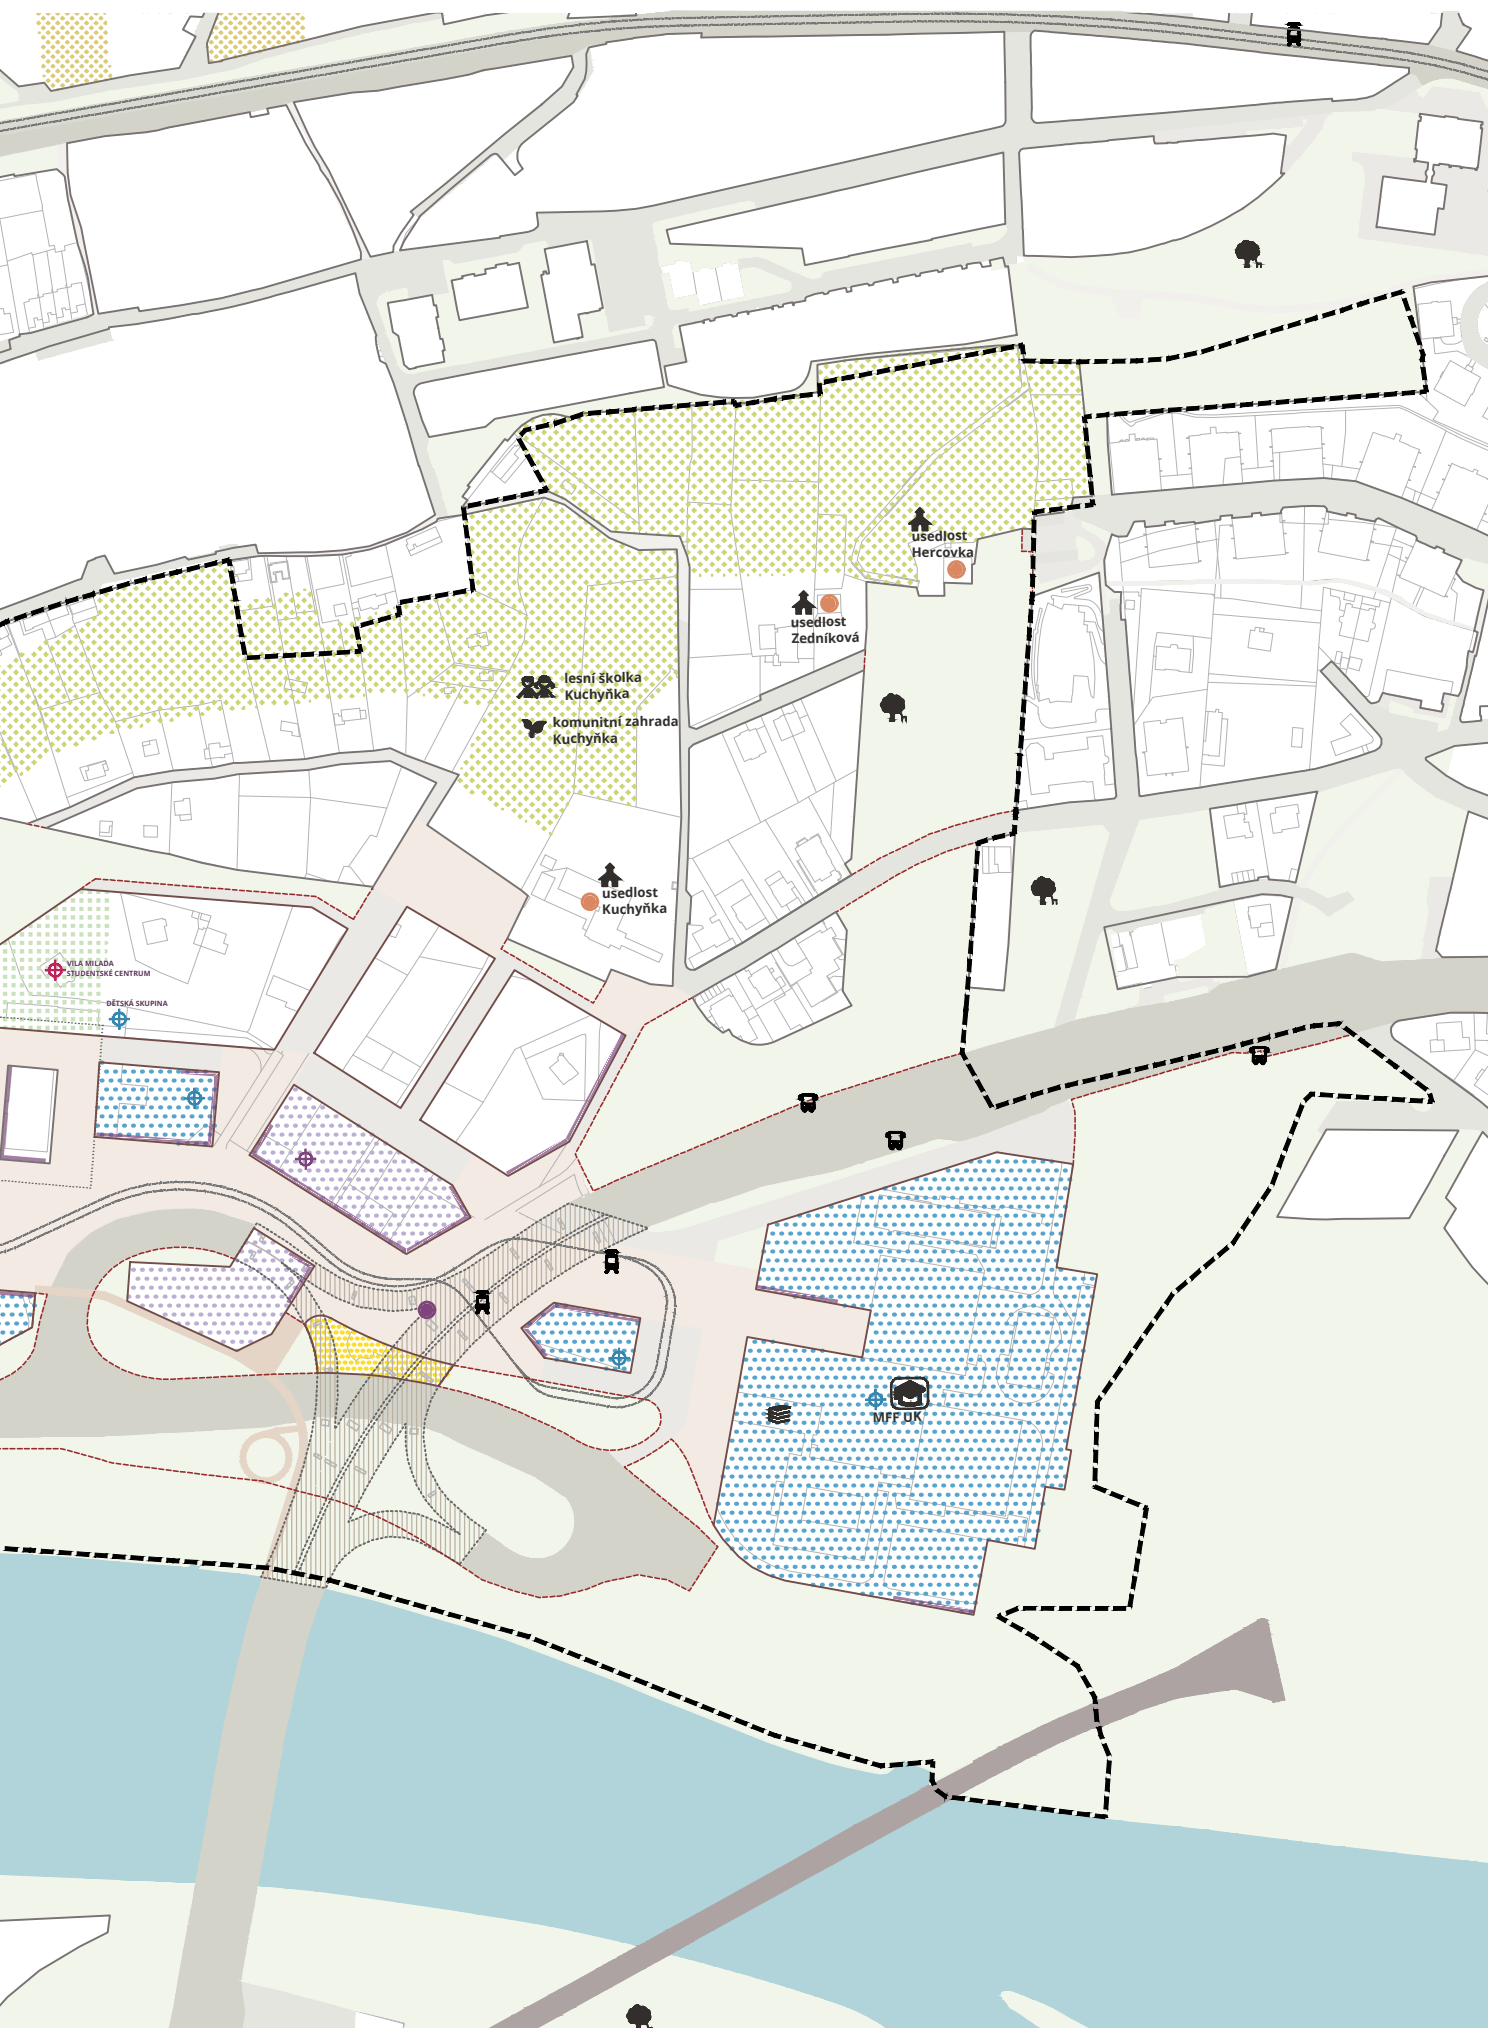 usedlost
Hercovka
usedlost
Zedníková
lesní školka
Kuchyňka
komunitní zahrada
Kuchyňka
usedlost
Kuchyňka
VILA MILADA
STUDENTSKÉ CENTRUM
DĚTSKÁ SKUPINA
MFF UK